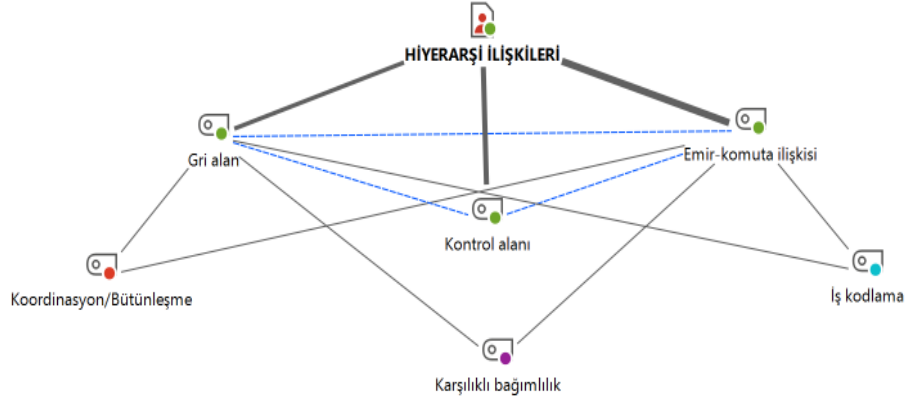 HİYERARŞİ İLİŞKİLERİ
Gri alan
Emir-komuta ilişkisi
Kontrol alanı
Koordinasyon/Bütünleşme
İş kodlama
Karşılıklı bağımlılık